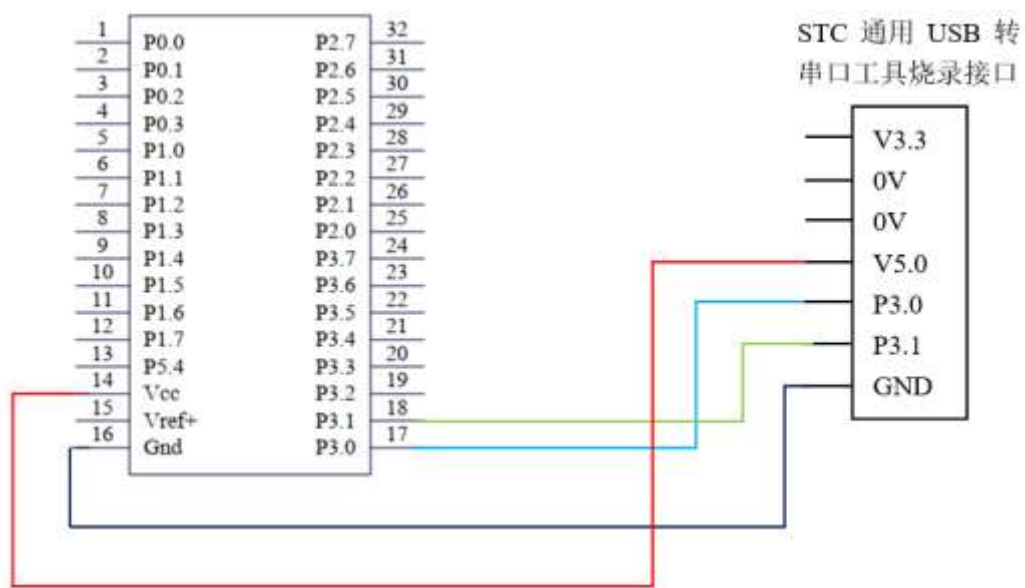 1 P0.0 P2.7 32
2 P0.1 P2.6 31
3 P0.2 P2.5 30
4 P0.3 P2.4 29
5 P1.0 P2.3 28
6 P1.1 P2.2 27
7 P1.2 P2.1 26
8 P1.3 P2.0 25
9 P1.4 P3.7 24
10 P1.5 P3.6 23
11 P1.6 P3.5 22
12 P1.7 P3.4 21
13 P5.4 P3.3 20
14 Vcc P3.2 19
15 Vref+ P3.1 18
16 Gnd P3.0 17
STC 通用 USB 转
串口工具烧录接口
V3.3
0V
0V
V5.0
P3.0
P3.1
GND